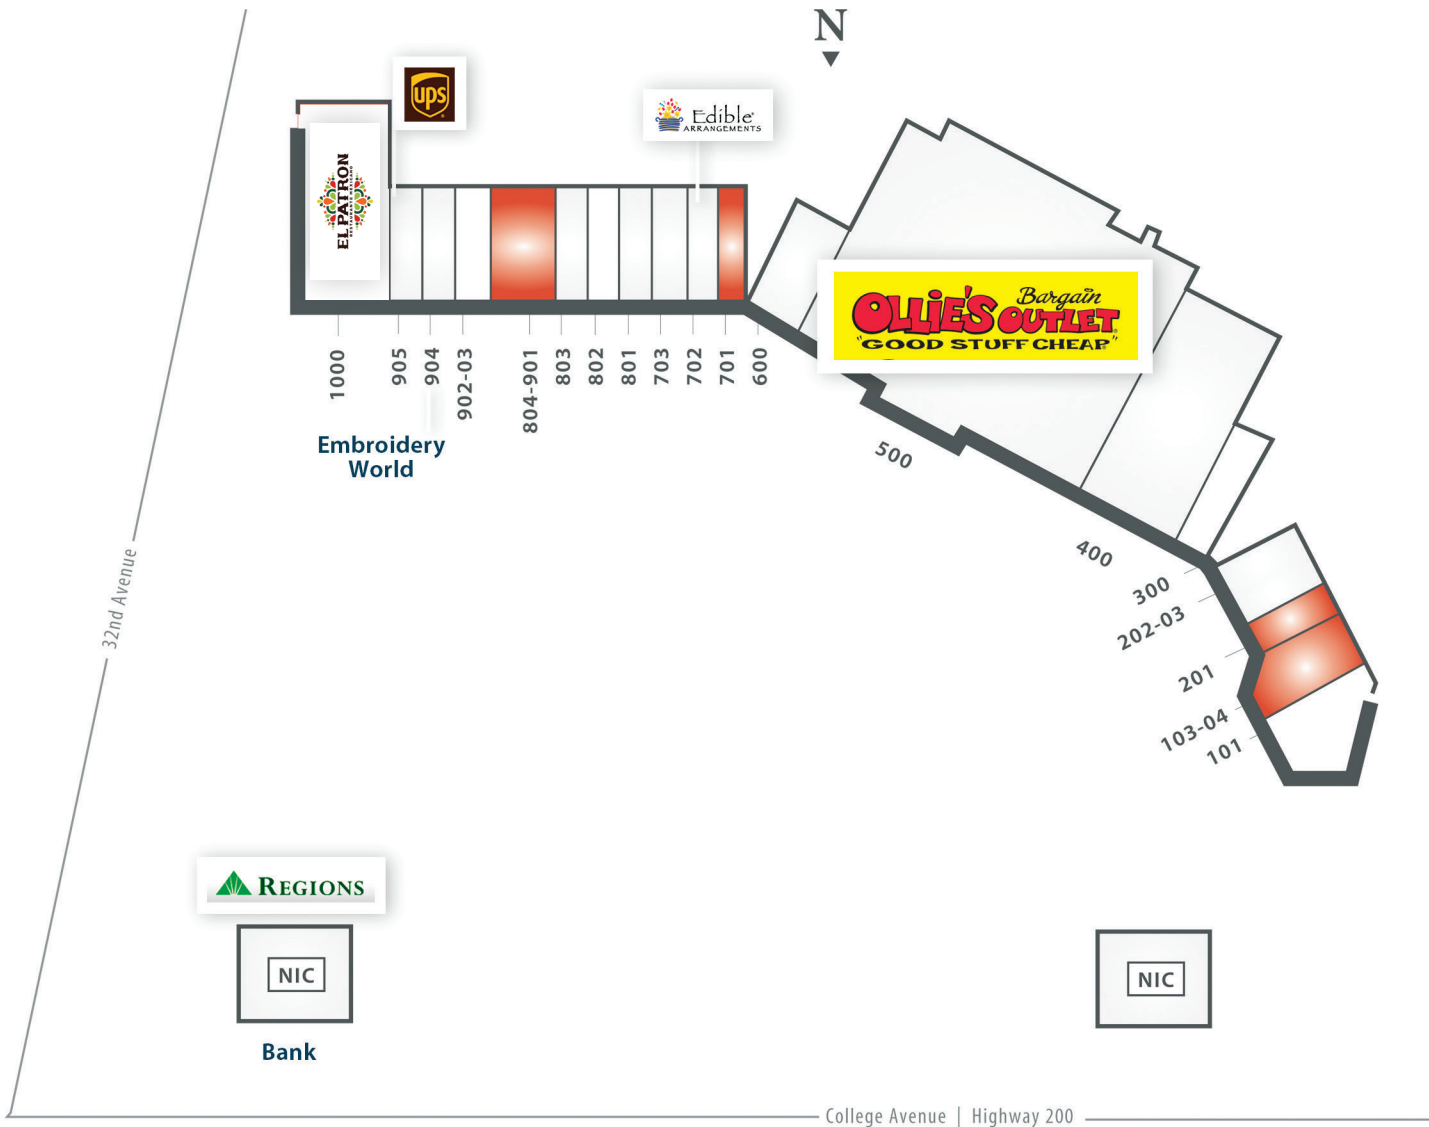 N
ups
Edible
ARRANGEMENTS
EL PATRON
RESTAURANTE MEXICANO
OLLIE'S Bargain
OUTLET
"GOOD STUFF CHEAP"
1000
905
904
902-03
804-901
803
802
801
703
702
701
600
Embroidery
World
500
400
300
202-03
201
103-04
101
32nd Avenue
REGIONS
NIC
Bank
NIC
College Avenue | Highway 200